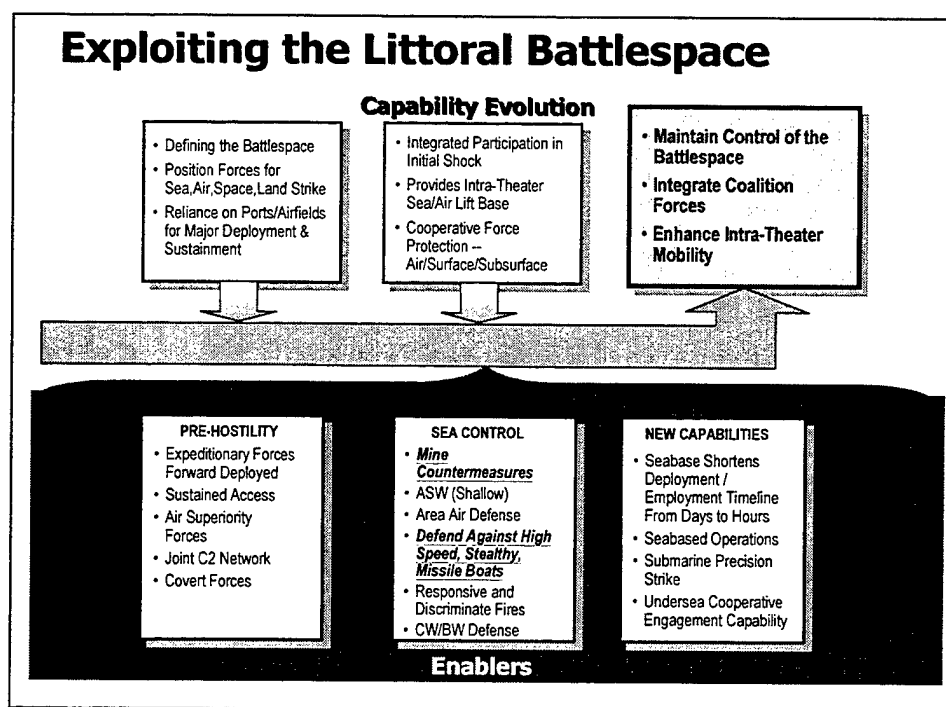 Exploiting the Littoral Battlespace
Capability Evolution
• Defining the Battlespace
• Position Forces for
Sea,Air,Space,Land Strike
• Reliance on Ports/Airfields
for Major Deployment &
Sustainment
• Integrated Participation in
Initial Shock
• Provides Intra-Theater
Sea/Air Lift Base
• Cooperative Force
Protection --
Air/Surface/Subsurface
• Maintain Control of the
Battlespace
• Integrate Coalition
Forces
• Enhance Intra-Theater
Mobility
PRE-HOSTILITY
• Expeditionary Forces
Forward Deployed
• Sustained Access
• Air Superiority
Forces
• Joint C2 Network
• Covert Forces
SEA CONTROL
• Mine
Countermeasures
• ASW (Shallow)
• Area Air Defense
• Defend Against High
Speed, Stealthy,
Missile Boats
• Responsive and
Discriminate Fires
• CW/BW Defense
NEW CAPABILITIES
• Seabase Shortens
Deployment /
Employment Timeline
From Days to Hours
• Seabased Operations
• Submarine Precision
Strike
• Undersea Cooperative
Engagement Capability
Enablers